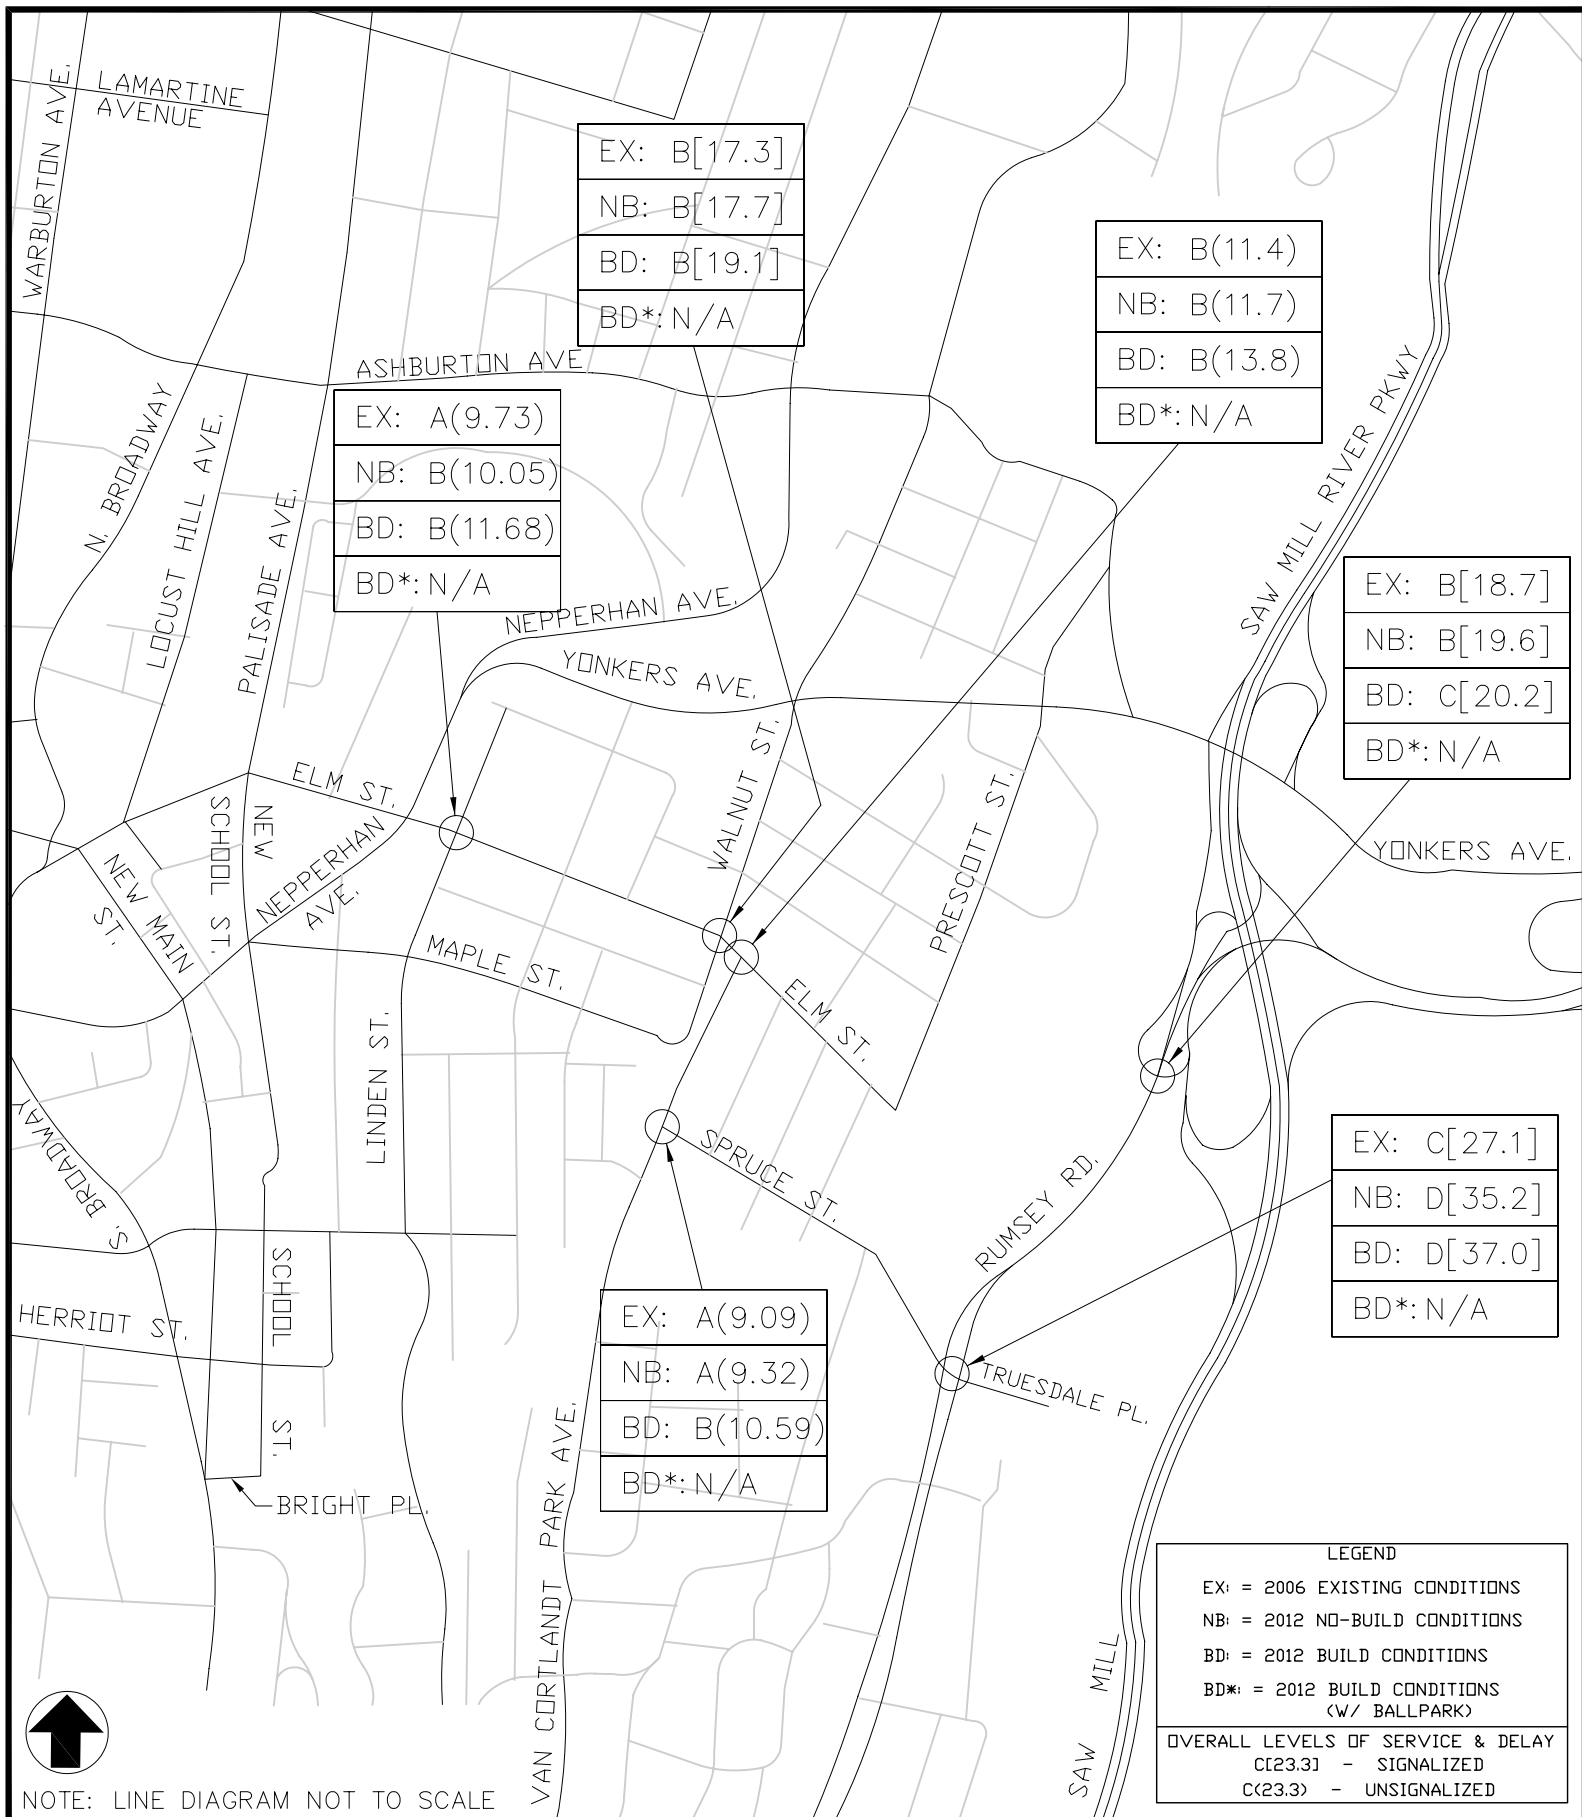 LAMARTINE
AVENUE
WARBURTON AVE.
EX: B[17.3]
NB: B[17.7]
BD: B[19.1]
BD*: N/A
EX: B(11.4)
NB: B(11.7)
BD: B(13.8)
BD*: N/A
ASHBURTON AVE
EX: A(9.73)
NB: B(10.05)
BD: B(11.68)
BD*: N/A
N. BROADWAY
LOCUST HILL AVE.
PALISADE AVE.
NEPPERHAN AVE.
YONKERS AVE.
SAW MILL RIVER PKWY
EX: B[18.7]
NB: B[19.6]
BD: C[20.2]
BD*: N/A
ELM ST.
WALNUT ST.
PRESCOTT ST.
YONKERS AVE.
NEW
SCHOOL ST.
NEPPERHAN
AVE.
NEW MAIN
ST.
MAPLE ST.
ELM ST.
LINDEN ST.
S. BROADWAY
SPRUCE ST.
RUMSEY RD.
EX: C[27.1]
NB: D[35.2]
BD: D[37.0]
BD*: N/A
HERRIOT ST.
SCHOOL
ST.
EX: A(9.09)
NB: A(9.32)
BD: B(10.59)
BD*: N/A
TRUESDALE PL.
BRIGHT PL.
VAN CORTLANDT PARK AVE.
SAW MILL
LEGEND
EX: = 2006 EXISTING CONDITIONS
NB: = 2012 NO-BUILD CONDITIONS
BD: = 2012 BUILD CONDITIONS
BD*: = 2012 BUILD CONDITIONS
(W/ BALLPARK)
OVERALL LEVELS OF SERVICE & DELAY
C[23.3] - SIGNALIZED
C(23.3) - UNSIGNALIZED
NOTE: LINE DIAGRAM NOT TO SCALE